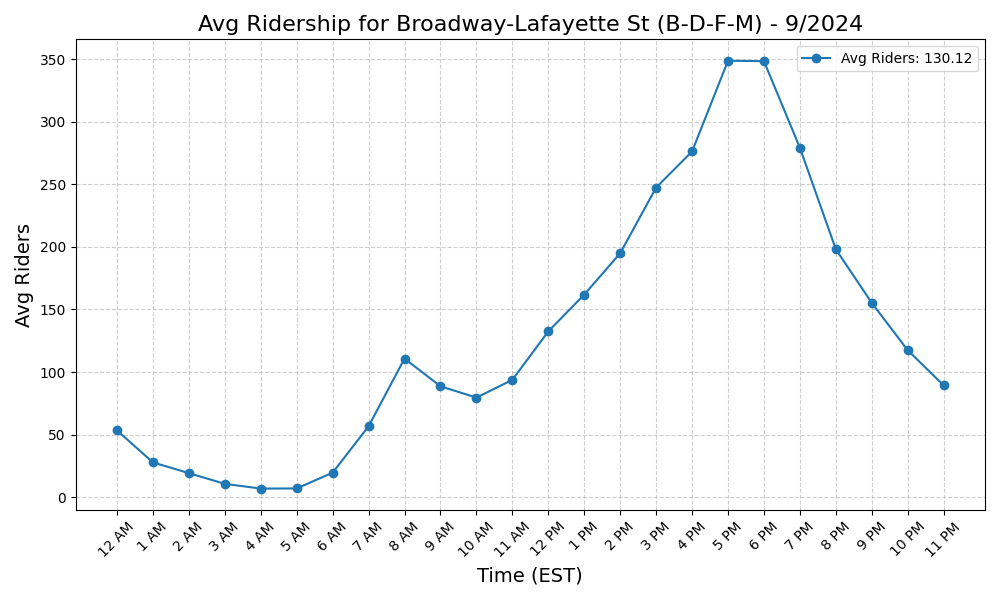 Avg Ridership for Broadway-Lafayette St (B-D-F-M) - 9/2024
Avg Riders: 130.12
Avg Riders
350
300
250
200
150
100
50
0
12 AM
1 AM
2 AM
3 AM
4 AM
5 AM
6 AM
7 AM
8 AM
9 AM
10 AM
11 AM
12 PM
1 PM
2 PM
3 PM
4 PM
5 PM
6 PM
7 PM
8 PM
9 PM
10 PM
11 PM
Time (EST)